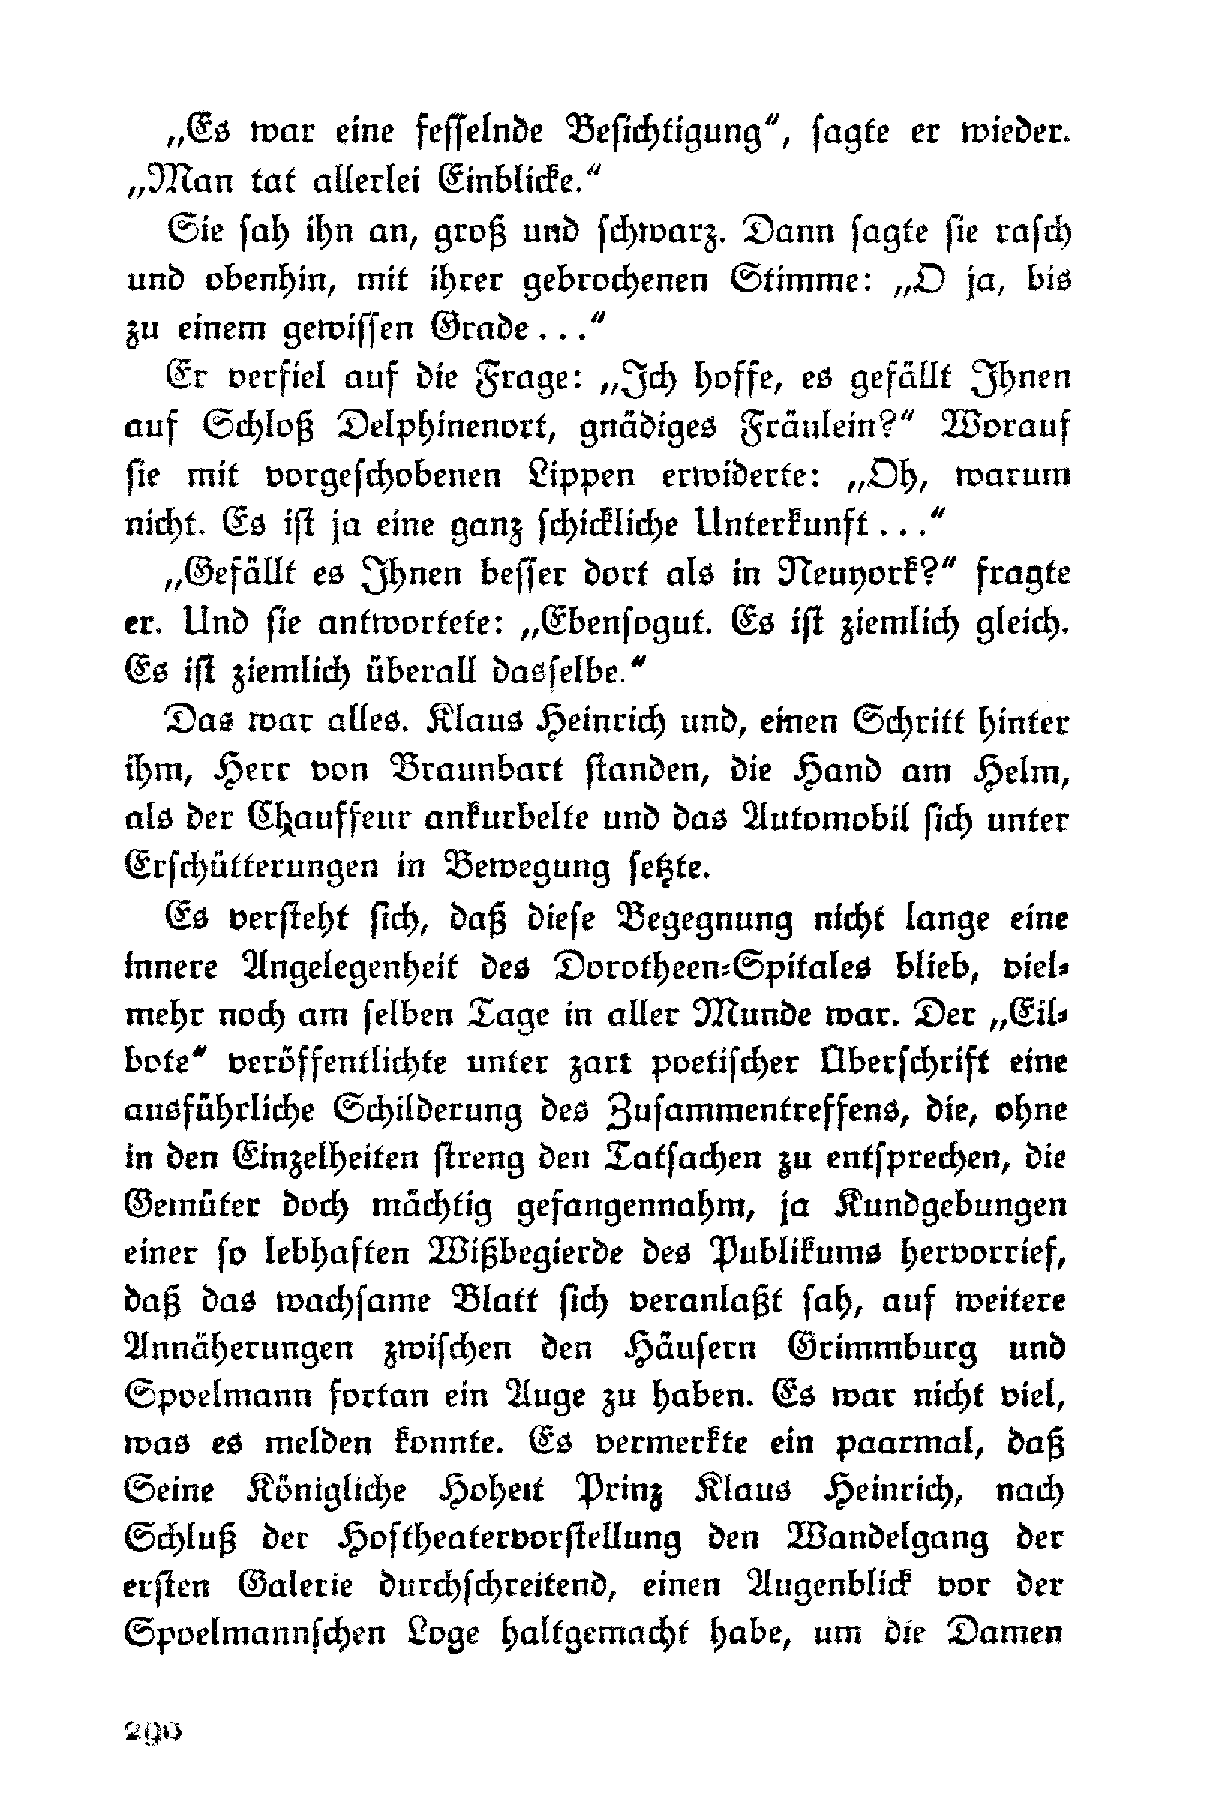 „Es war eine fesselnde Besichtigung“, sagte er wieder.
„Man tat allerlei Einblicke.“
Sie sah ihn an, groß und schwarz. Dann sagte sie rasch
und obenhin, mit ihrer gebrochenen Stimme: „O ja, bis
zu einem gewissen Grade . . .“
Er verfiel auf die Frage: „Ich hoffe, es gefällt Ihnen
auf Schloß Delphinenort, gnädiges Fräulein?“ Worauf
sie mit vorgeschobenen Lippen erwiderte: „Oh, warum
nicht. Es ist ja eine ganz schickliche Unterkunft . . .“
„Gefällt es Ihnen besser dort als in Neuyork?“ fragte
er. Und sie antwortete: „Ebensogut. Es ist ziemlich gleich.
Es ist ziemlich überall dasselbe.“
Das war alles. Klaus Heinrich und, einen Schritt hinter
ihm, Herr von Braunbart standen, die Hand am Helm,
als der Chauffeur ankurbelte und das Automobil sich unter
Erschütterungen in Bewegung setzte.
Es versteht sich, daß diese Begegnung nicht lange eine
innere Angelegenheit des Dorotheen-Spitales blieb, viel-
mehr noch am selben Tage in aller Munde war. Der „Eil-
bote“ veröffentlichte unter zart poetischer Überschrift eine
ausführliche Schilderung des Zusammentreffens, die, ohne
in den Einzelheiten streng den Tatsachen zu entsprechen, die
Gemüter doch mächtig gefangennahm, ja Kundgebungen
einer so lebhaften Wißbegierde des Publikums hervorrief,
daß das wachsame Blatt sich veranlaßt sah, auf weitere
Annäherungen zwischen den Häusern Grimmburg und
Spoelmann fortan ein Auge zu haben. Es war nicht viel,
was es melden konnte. Es vermerkte ein paarmal, daß
Seine Königliche Hoheit Prinz Klaus Heinrich, nach
Schluß der Hoftheatervorstellung den Wandelgang der
ersten Galerie durchschreitend, einen Augenblick vor der
Spoelmannschen Loge haltgemacht habe, um die Damen